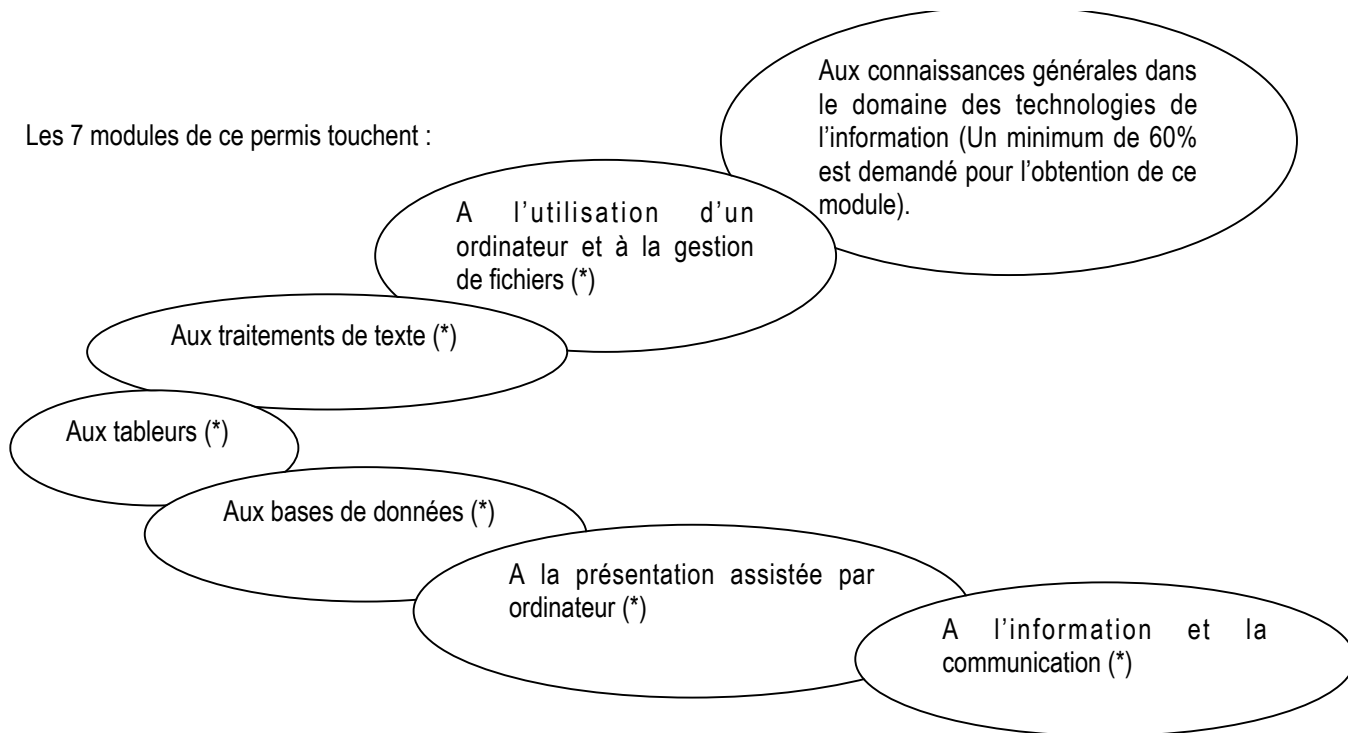 Aux connaissances générales dans
le domaine des technologies de
l'information (Un minimum de 60%
est demandé pour l'obtention de ce
module).
Les 7 modules de ce permis touchent :
A l'utilisation d'un
ordinateur et à la gestion
de fichiers (*)
Aux traitements de texte (*)
Aux tableurs (*)
Aux bases de données (*)
A la présentation assistée par
ordinateur (*)
A l'information et la
communication (*)